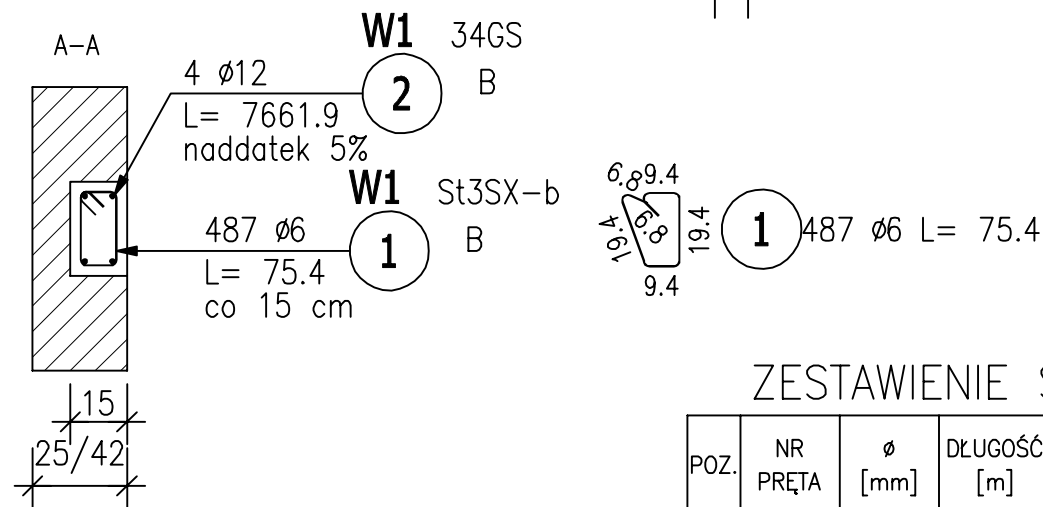 A-A
W1 34GS
4 ø12
2
B
L= 7661.9
naddatek 5%
W1 St3SX-b
487 ø6
1
B
L= 75.4
co 15 cm
6.8 9.4
19.4
6.8
19.4
9.4
1
487 ø6 L= 75.4
15
25/42
ZESTAWIENIE
POZ.
NR PRĘTA
ø [mm]
DŁUGOŚĆ [m]